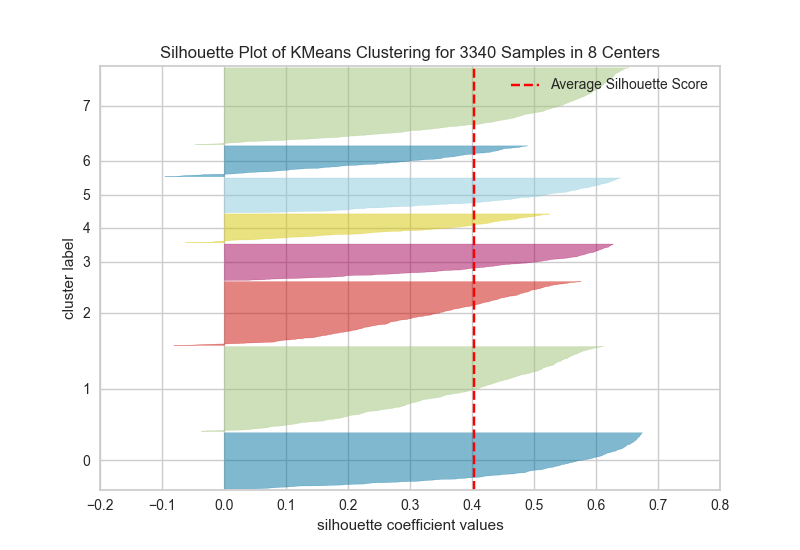 Silhouette Plot of KMeans Clustering for 3340 Samples in 8 Centers
Average Silhouette Score
7
6
5
4
3
2
1
0
cluster label
−0.2 −0.1 0.0 0.1 0.2 0.3 0.4 0.5 0.6 0.7 0.8
silhouette coefficient values